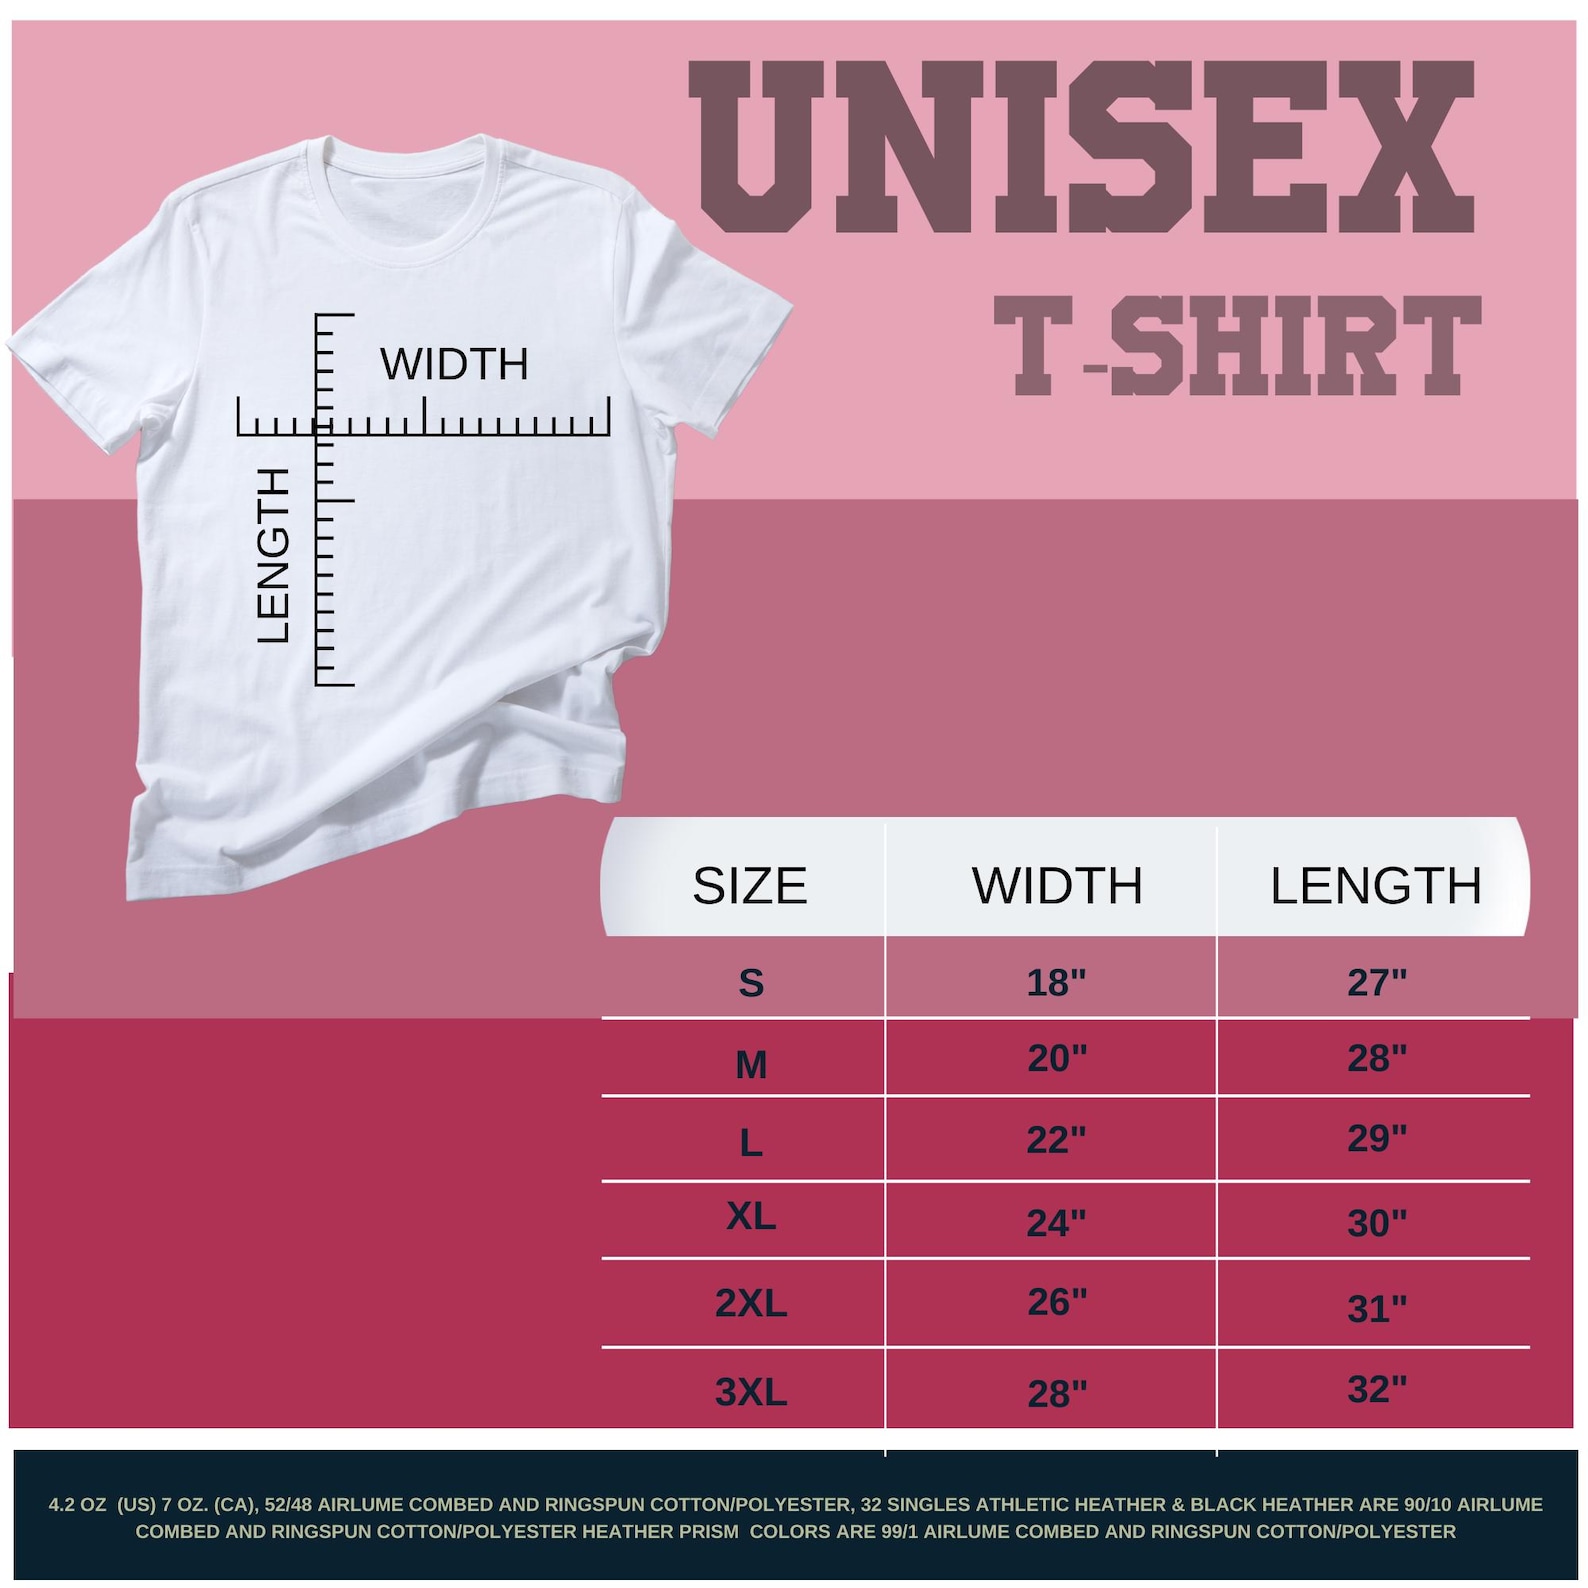 UNISEX
T-SHIRT
WIDTH
LENGTH
SIZE WIDTH LENGTH
S 18" 27"
M 20" 28"
L 22" 29"
XL 24" 30"
2XL 26" 31"
3XL 28" 32"
4.2 OZ (US) 7 OZ. (CA), 52/48 AIRLUME COMBED AND RINGSPUN COTTON/POLYESTER, 32 SINGLES ATHLETIC HEATHER & BLACK HEATHER ARE 90/10 AIRLUME
COMBED AND RINGSPUN COTTON/POLYESTER HEATHER PRISM COLORS ARE 99/1 AIRLUME COMBED AND RINGSPUN COTTON/POLYESTER